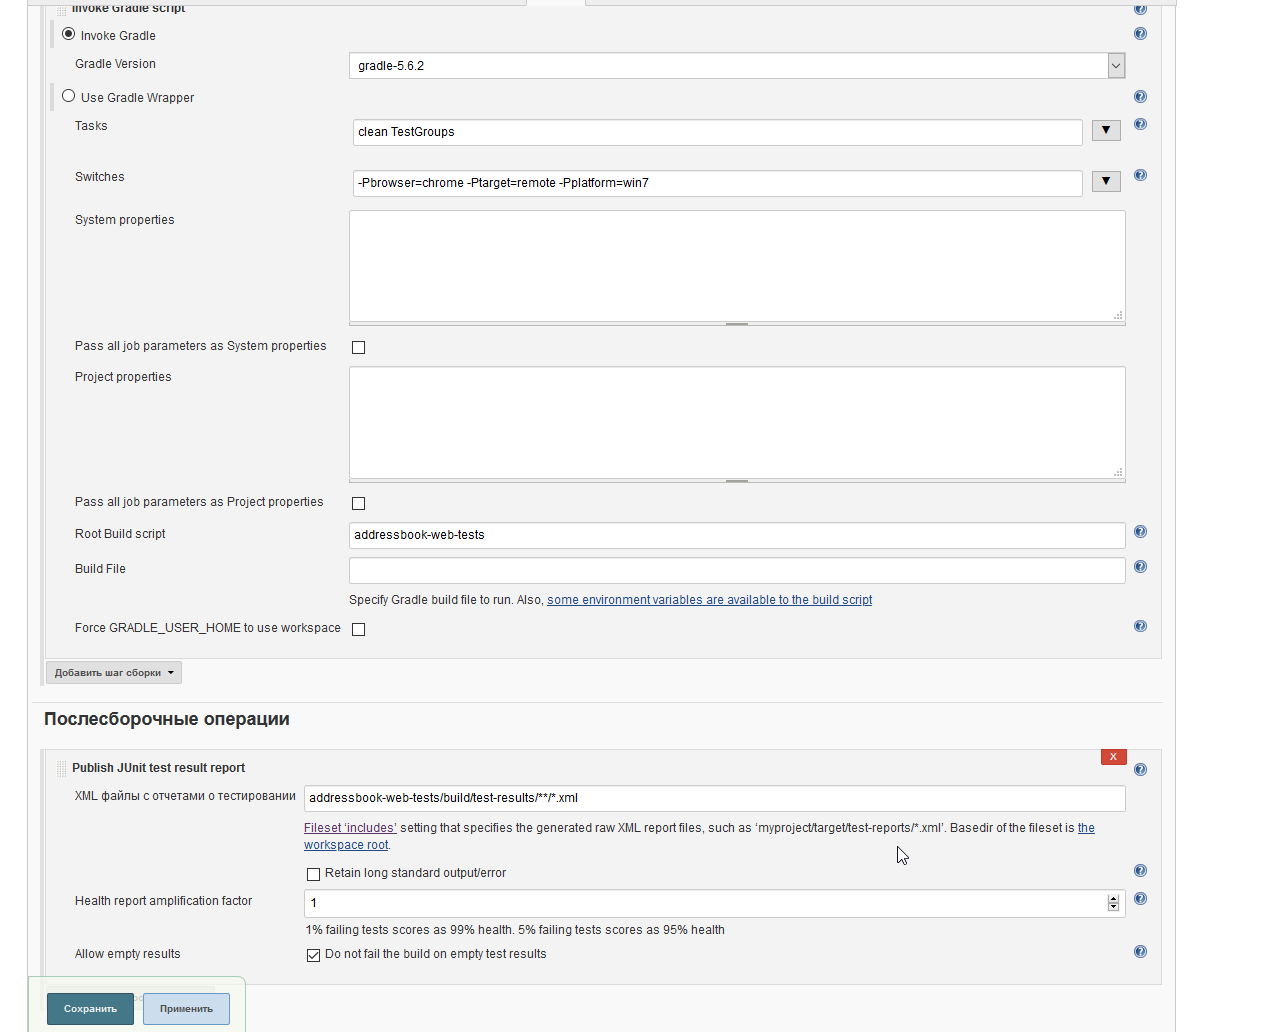 Invoke Gradle script
Invoke Gradle
Gradle Version
gradle-5.6.2
Use Gradle Wrapper
Tasks
clean TestGroups
Switches
-Pbrowser=chrome -Ptarget=remote -Pplatform=win7
System properties
Pass all job parameters as System properties
Project properties
Pass all job parameters as Project properties
Root Build script
addressbook-web-tests
Build File
Specify Gradle build file to run. Also, some environment variables are available to the build script
Force GRADLE_USER_HOME to use workspace
Добавить шаг сборки
Послесборочные операции
X
Publish JUnit test result report
XML файлы с отчетами о тестировании
addressbook-web-tests/build/test-results/**/*.xml
Fileset ‘includes’ setting that specifies the generated raw XML report files, such as ‘myproject/target/test-reports/*.xml’. Basedir of the fileset is the
workspace root.
Retain long standard output/error
Health report amplification factor
1
1% failing tests scores as 99% health. 5% failing tests scores as 95% health
Allow empty results
Do not fail the build on empty test results
Сохранить
Применить